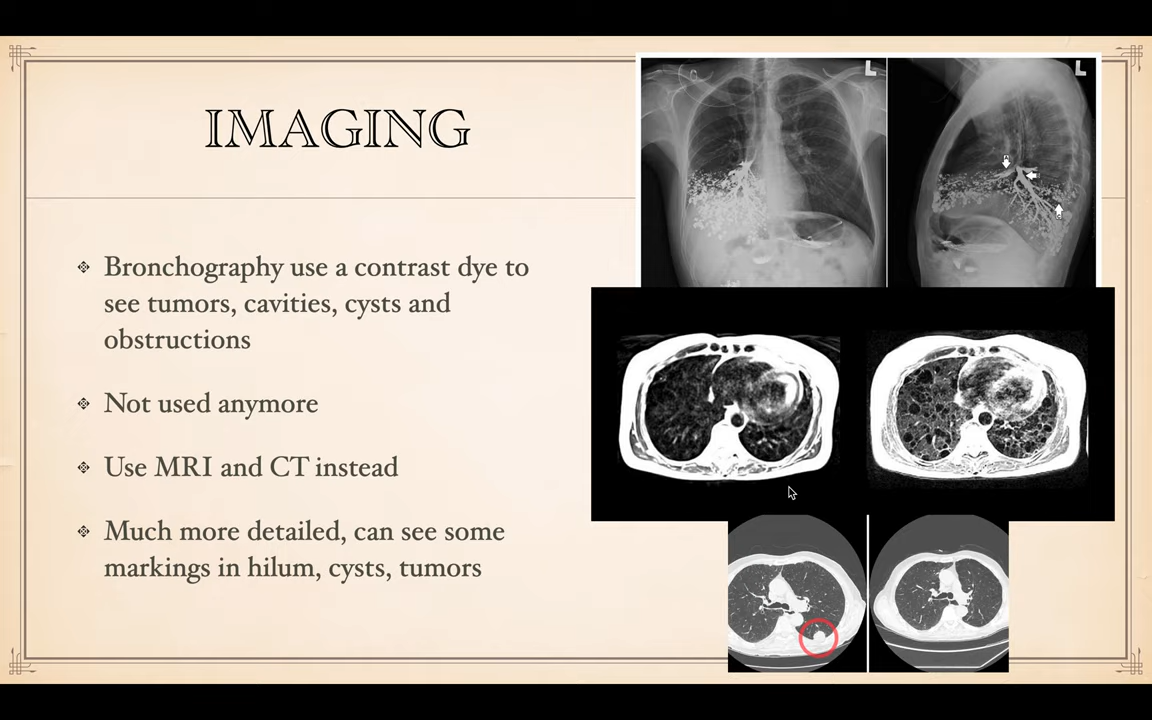 IMAGING
L
L
Bronchography use a contrast dye to
see tumors, cavities, cysts and
obstructions
Not used anymore
Use MRI and CT instead
Much more detailed, can see some
markings in hilum, cysts, tumors